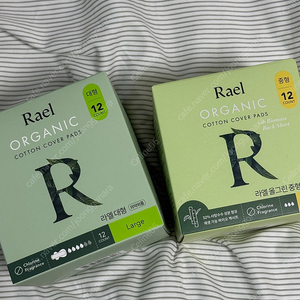 대형
12
COUNT
Rael
ORGANIC
COTTON COVER PADS
R
라엘 대형
Large
Chlorine
Fragrance
12
COUNT
중형
12
COUNT
Rael
ORGANIC
COTTON COVER PADS
R
라엘 올그린 중형
Chlorine
Fragrance